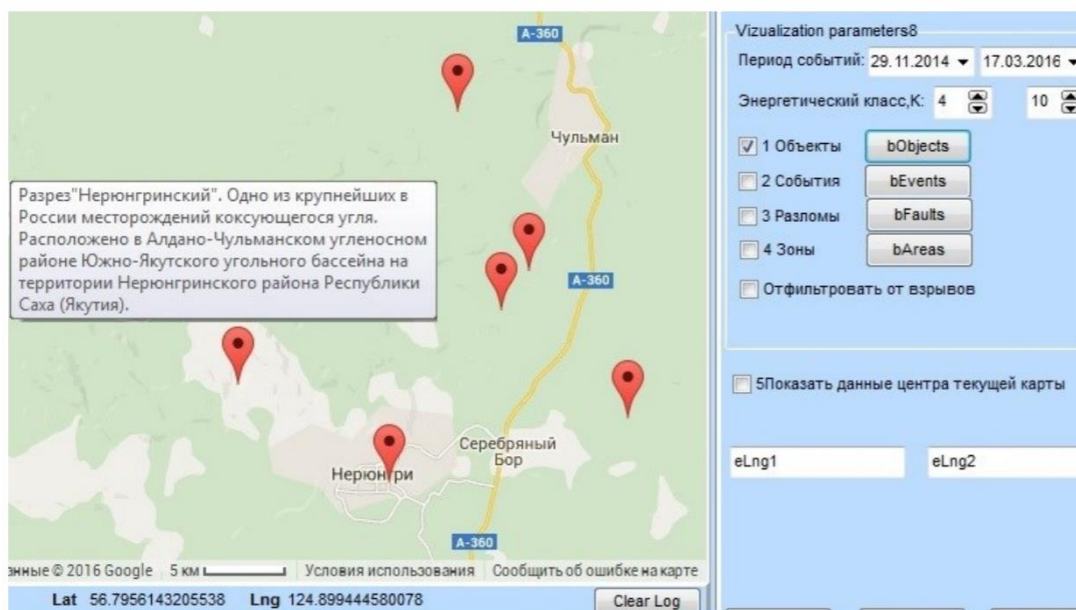 А-360
Чульман
Разрез"Нерюнгринский". Одно из крупнейших в
России месторождений коксующегося угля.
Расположено в Алдано-Чульманском угленосном
районе Южно-Якутского угольного бассейна на
территории Нерюнгринского района Республики
Саха (Якутия).
А-360
Серебряный
Бор
Нерюнгри
А-360
анные © 2016 Google 5 км Условия использования Сообщить об ошибке на карте
Lat 56.7956143205538 Lng 124.899444580078 Clear Log
Vizualization parameters8
Период событий: 29.11.2014 17.03.2016
Энергетический класс,К: 4 10
1 Объекты bObjects
2 События bEvents
3 Разломы bFaults
4 Зоны bAreas
Отфильтровать от взрывов
5Показать данные центра текущей карты
eLng1 eLng2